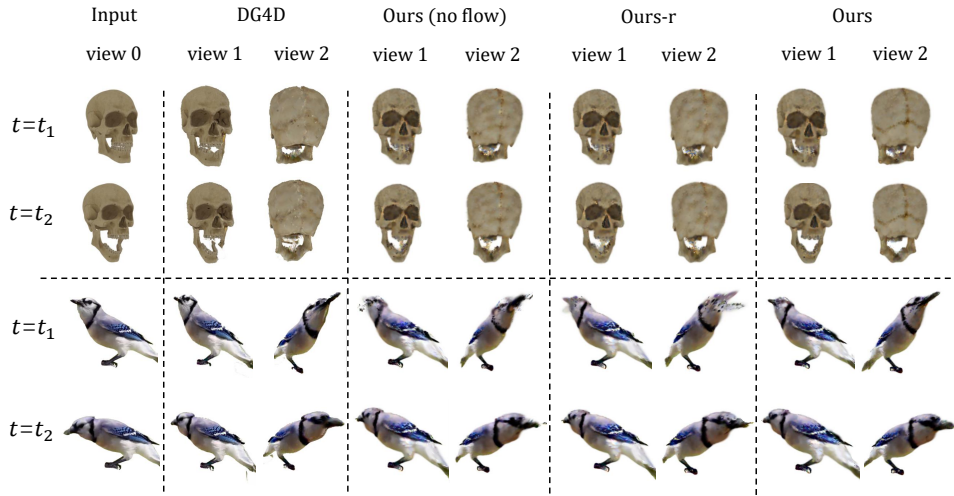 Input DG4D Ours (no flow) Ours-r Ours
view 0 view 1 view 2 view 1 view 2 view 1 view 2 view 1 view 2
t=t₁
t=t₂
t=t₁
t=t₂